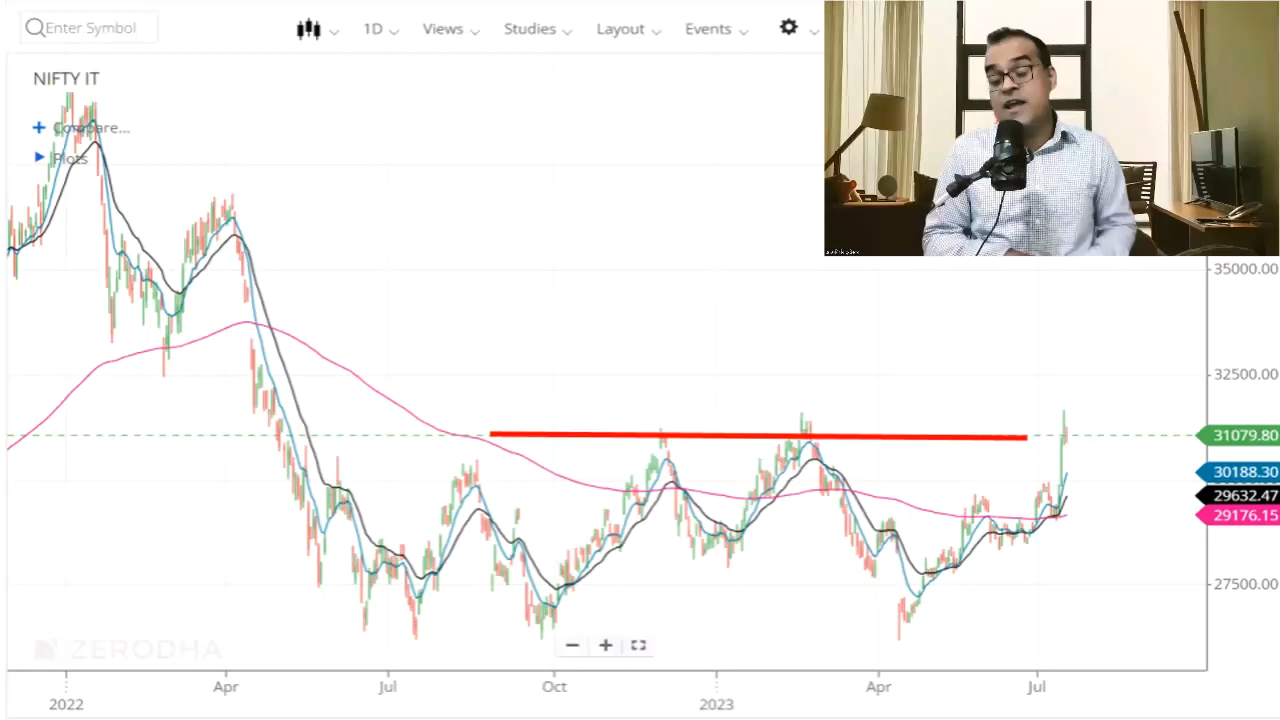 Enter Symbol
1D
Views
Studies
Layout
Events
NIFTY IT
Compare...
Plots
35000.00
32500.00
31079.80
30188.30
29632.47
29176.15
27500.00
ZERODHA
Apr
Jul
Oct
Apr
Jul
2022
2023